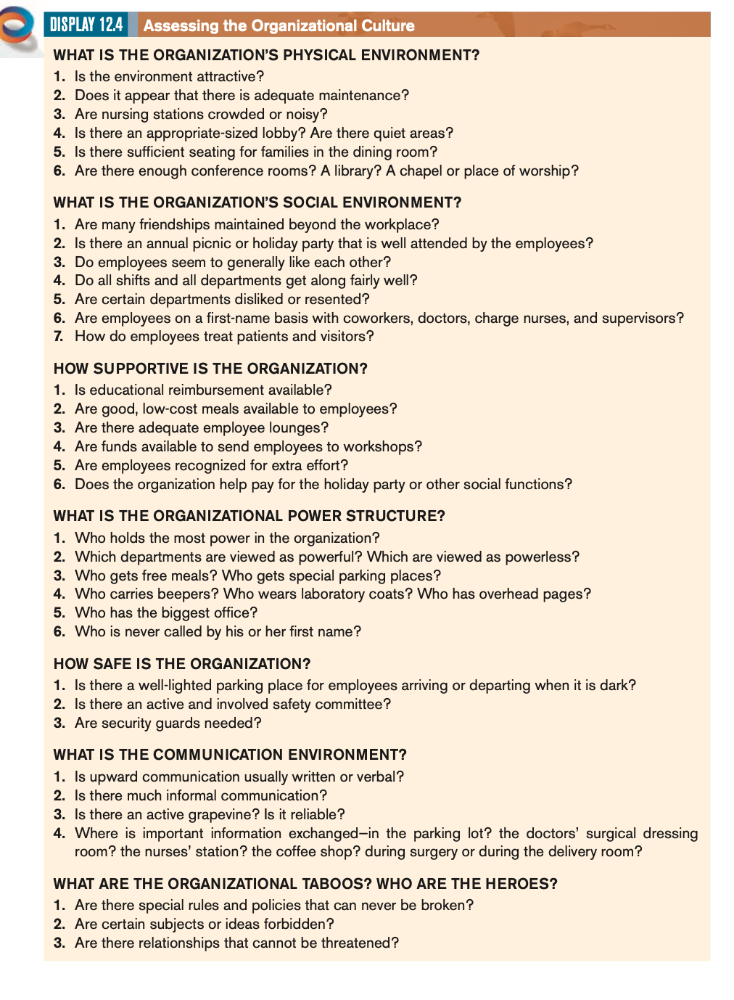 DISPLAY 12.4 Assessing the Organizational Culture
WHAT IS THE ORGANIZATION'S PHYSICAL ENVIRONMENT?
1. Is the environment attractive?
2. Does it appear that there is adequate maintenance?
3. Are nursing stations crowded or noisy?
4. Is there an appropriate-sized lobby? Are there quiet areas?
5. Is there sufficient seating for families in the dining room?
6. Are there enough conference rooms? A library? A chapel or place of worship?
WHAT IS THE ORGANIZATION'S SOCIAL ENVIRONMENT?
1. Are many friendships maintained beyond the workplace?
2. Is there an annual picnic or holiday party that is well attended by the employees?
3. Do employees seem to generally like each other?
4. Do all shifts and all departments get along fairly well?
5. Are certain departments disliked or resented?
6. Are employees on a first-name basis with coworkers, doctors, charge nurses, and supervisors?
7. How do employees treat patients and visitors?
HOW SUPPORTIVE IS THE ORGANIZATION?
1. Is educational reimbursement available?
2. Are good, low-cost meals available to employees?
3. Are there adequate employee lounges?
4. Are funds available to send employees to workshops?
5. Are employees recognized for extra effort?
6. Does the organization help pay for the holiday party or other social functions?
WHAT IS THE ORGANIZATIONAL POWER STRUCTURE?
1. Who holds the most power in the organization?
2. Which departments are viewed as powerful? Which are viewed as powerless?
3. Who gets free meals? Who gets special parking places?
4. Who carries beepers? Who wears laboratory coats? Who has overhead pages?
5. Who has the biggest office?
6. Who is never called by his or her first name?
HOW SAFE IS THE ORGANIZATION?
1. Is there a well-lighted parking place for employees arriving or departing when it is dark?
2. Is there an active and involved safety committee?
3. Are security guards needed?
WHAT IS THE COMMUNICATION ENVIRONMENT?
1. Is upward communication usually written or verbal?
2. Is there much informal communication?
3. Is there an active grapevine? Is it reliable?
4. Where is important information exchanged—in the parking lot? the doctors' surgical dressing
room? the nurses' station? the coffee shop? during surgery or during the delivery room?
WHAT ARE THE ORGANIZATIONAL TABOOS? WHO ARE THE HEROES?
1. Are there special rules and policies that can never be broken?
2. Are certain subjects or ideas forbidden?
3. Are there relationships that cannot be threatened?